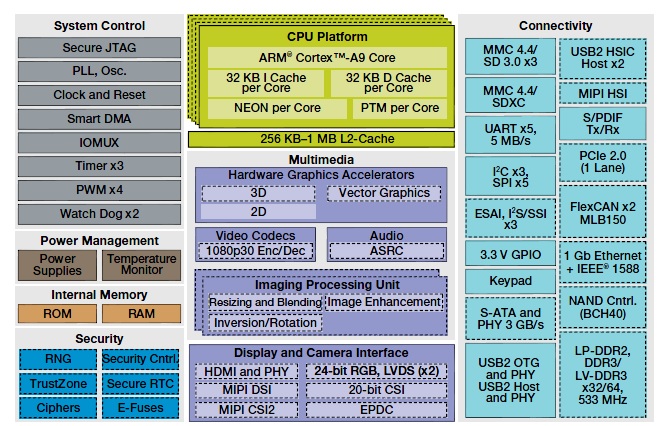 System Control
Secure JTAG
PLL, Osc.
Clock and Reset
Smart DMA
IOMUX
Timer x3
PWM x4
Watch Dog x2
Power Management
Power
Supplies
Temperature
Monitor
Internal Memory
ROM
RAM
Security
RNG
Security Cntrl.
TrustZone
Secure RTC
Ciphers
E-Fuses
CPU Platform
ARM® Cortex™-A9 Core
32 KB I Cache
per Core
32 KB D Cache
per Core
NEON per Core
PTM per Core
256 KB–1 MB L2-Cache
Multimedia
Hardware Graphics Accelerators
3D
Vector Graphics
2D
Video Codecs
1080p30 Enc/Dec
Audio
ASRC
Imaging Processing Unit
Resizing and Blending
Image Enhancement
Inversion/Rotation
Display and Camera Interface
HDMI and PHY
24-bit RGB, LVDS (x2)
MIPI DSI
20-bit CSI
MIPI CSI2
EPDC
Connectivity
MMC 4.4/
SD 3.0 x3
MMC 4.4/
SDXC
UART x5,
5 MB/s
I²C x3,
SPI x5
ESAI, I²S/SSI
x3
3.3 V GPIO
Keypad
S-ATA and
PHY 3 GB/s
USB2 OTG
and PHY
USB2 Host
and PHY
USB2 HSIC
Host x2
MIPI HSI
S/PDIF
Tx/Rx
PCIe 2.0
(1 Lane)
FlexCAN x2
MLB150
1 Gb Ethernet
+ IEEE® 1588
NAND Cntrl.
(BCH40)
LP-DDR2,
DDR3/
LV-DDR3
x32/64,
533 MHz